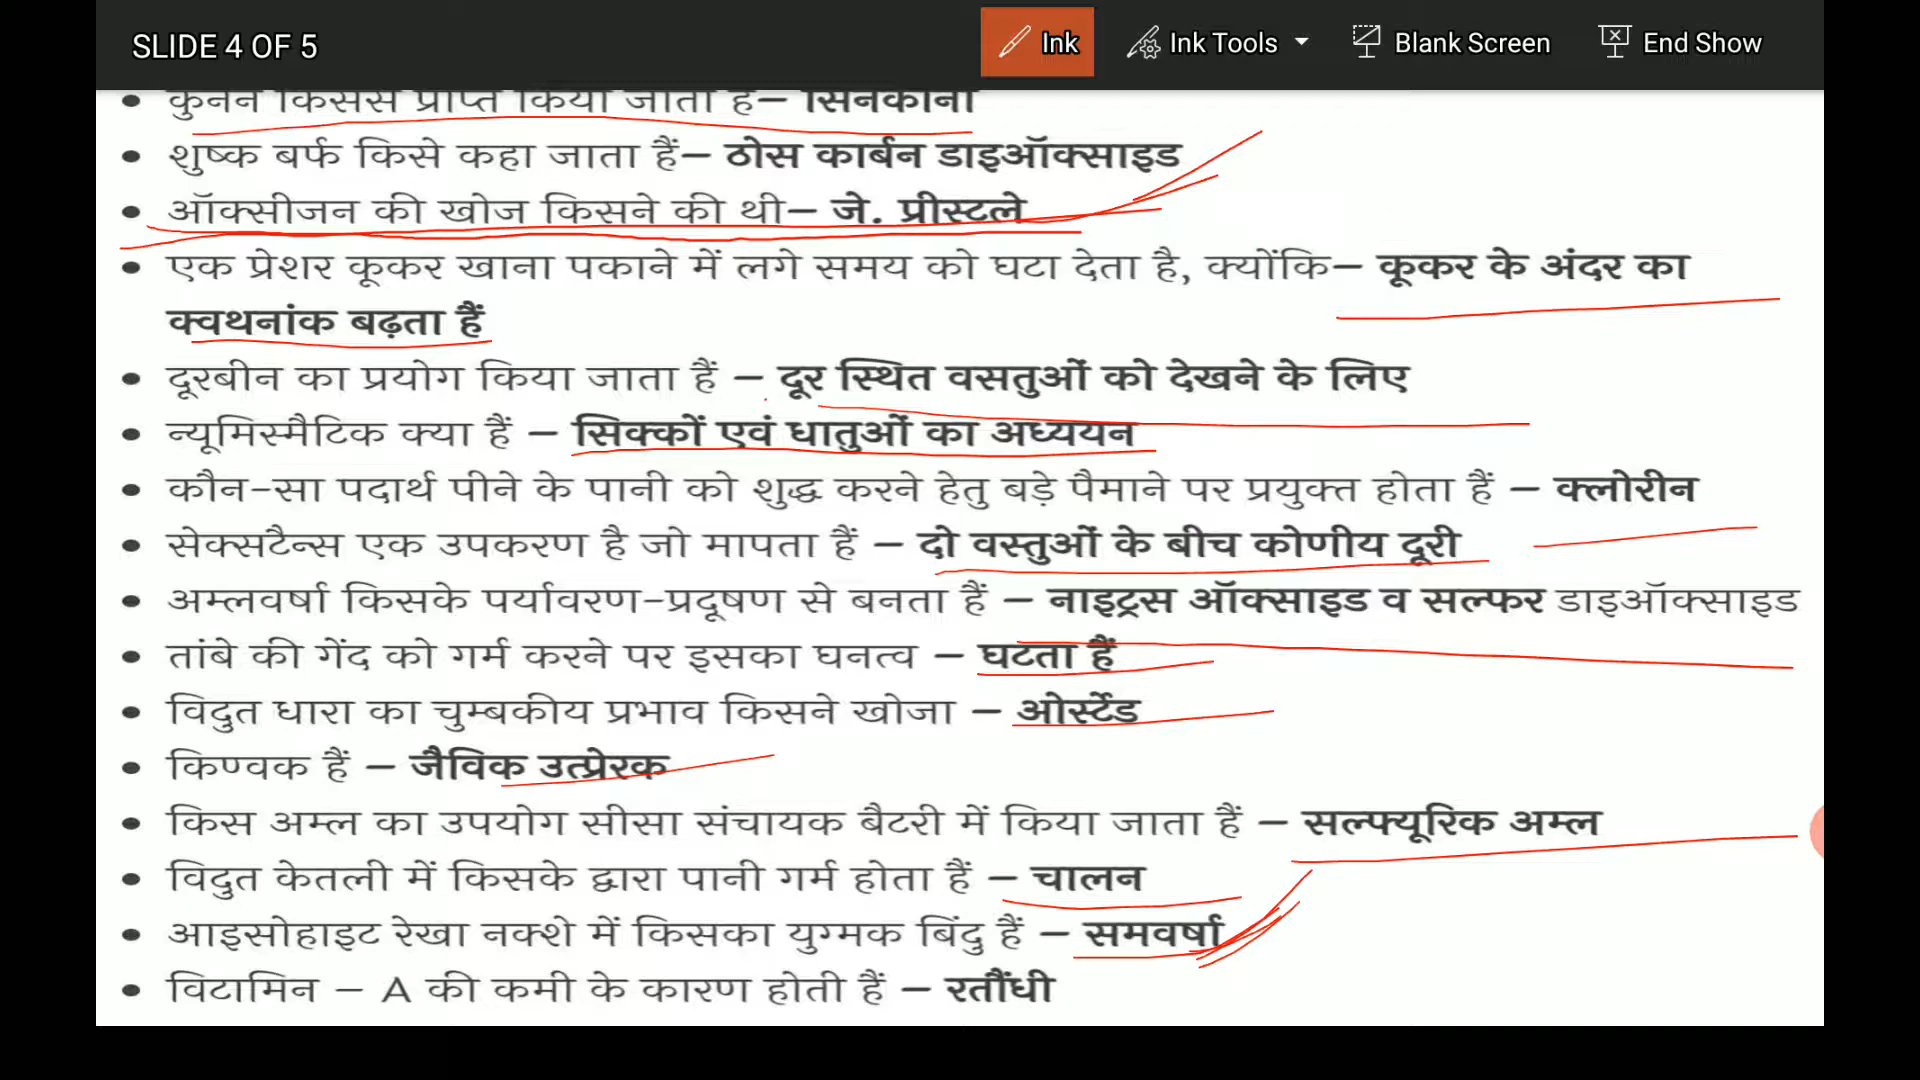 SLIDE 4 OF 5
Ink
Ink Tools
Blank Screen
End Show
कुनैन किससे प्राप्त किया जाता है– सिनकोना
• शुष्क बर्फ किसे कहा जाता हैं– ठोस कार्बन डाइऑक्साइड
• ऑक्सीजन की खोज किसने की थी– जे. प्रीस्टले
• एक प्रेशर कूकर खाना पकाने में लगे समय को घटा देता है, क्योंकि– कूकर के अंदर का
क्वथनांक बढ़ता हैं
• दूरबीन का प्रयोग किया जाता हैं – दूर स्थित वसतुओं को देखने के लिए
• न्यूमिस्मैटिक क्या हैं – सिक्कों एवं धातुओं का अध्ययन
• कौन-सा पदार्थ पीने के पानी को शुद्ध करने हेतु बड़े पैमाने पर प्रयुक्त होता हैं – क्लोरीन
• सेक्सटैन्स एक उपकरण है जो मापता हैं – दो वस्तुओं के बीच कोणीय दूरी
• अम्लवर्षा किसके पर्यावरण-प्रदूषण से बनता हैं – नाइट्रस ऑक्साइड व सल्फर डाइऑक्साइड
• तांबे की गेंद को गर्म करने पर इसका घनत्व – घटता हैं
• विदुत धारा का चुम्बकीय प्रभाव किसने खोजा – ओर्स्टेड
• किण्वक हैं – जैविक उत्प्रेरक
• किस अम्ल का उपयोग सीसा संचायक बैटरी में किया जाता हैं – सल्फ्यूरिक अम्ल
• विदुत केतली में किसके द्वारा पानी गर्म होता हैं – चालन
• आइसोहाइट रेखा नक्शे में किसका युग्मक बिंदु हैं – समवर्षा
• विटामिन – A की कमी के कारण होती हैं – रतौंधी